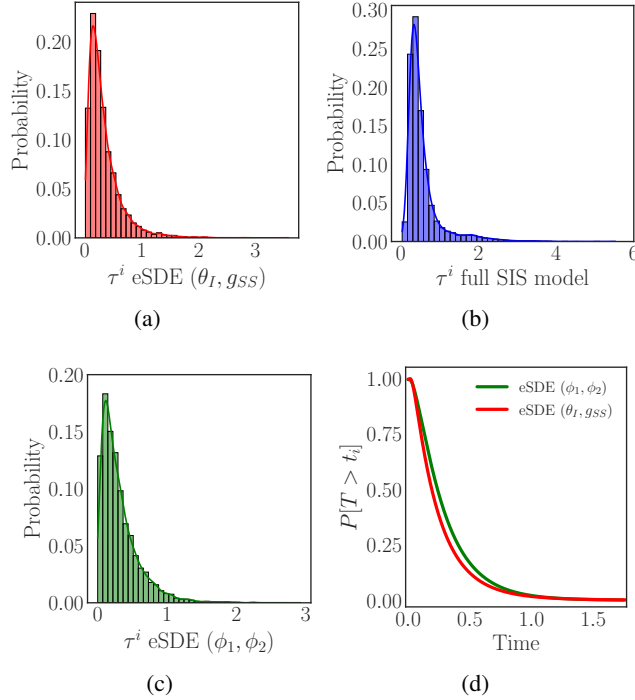 0.20
0.15
0.10
0.05
0.00
Probability
0 1 2 3
τ^i eSDE (θ_I, g_SS)
(a)
0.30
0.25
0.20
0.15
0.10
0.05
0.00
Probability
0 2 4 6
τ^i full SIS model
(b)
0.20
0.15
0.10
0.05
0.00
Probability
0 1 2 3
τ^i eSDE (ϕ_1, ϕ_2)
(c)
1.00
0.75
0.50
0.25
0.00
P[T > t_i]
eSDE (ϕ_1, ϕ_2)
eSDE (θ_I, g_SS)
0.0 0.5 1.0 1.5
Time
(d)